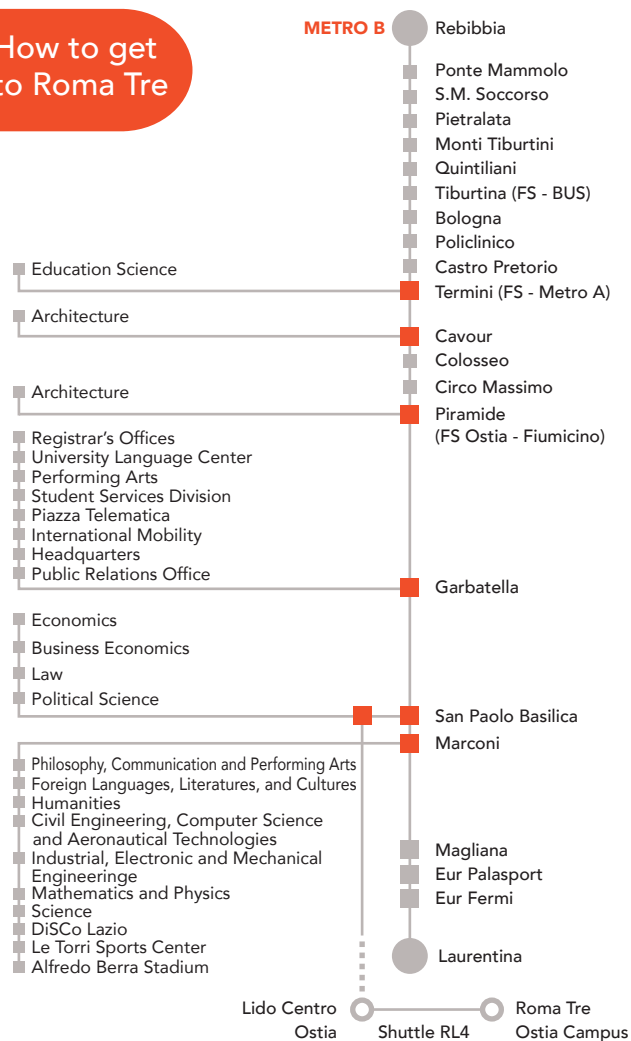 How to get
to Roma Tre
METRO B
Rebibbia
Ponte Mammolo
S.M. Soccorso
Pietralata
Monti Tiburtini
Quintiliani
Tiburtina (FS - BUS)
Bologna
Policlinico
Castro Pretorio
Education Science
Termini (FS - Metro A)
Architecture
Cavour
Colosseo
Circo Massimo
Architecture
Piramide
(FS Ostia - Fiumicino)
Registrar's Offices
University Language Center
Performing Arts
Student Services Division
Piazza Telematica
International Mobility
Headquarters
Public Relations Office
Garbatella
Economics
Business Economics
Law
Political Science
San Paolo Basilica
Marconi
Philosophy, Communication and Performing Arts
Foreign Languages, Literatures, and Cultures
Humanities
Civil Engineering, Computer Science
and Aeronautical Technologies
Industrial, Electronic and Mechanical
Engineeringe
Mathematics and Physics
Science
DiSCo Lazio
Le Torri Sports Center
Alfredo Berra Stadium
Magliana
Eur Palasport
Eur Fermi
Laurentina
Lido Centro
Ostia
Shuttle RL4
Roma Tre
Ostia Campus